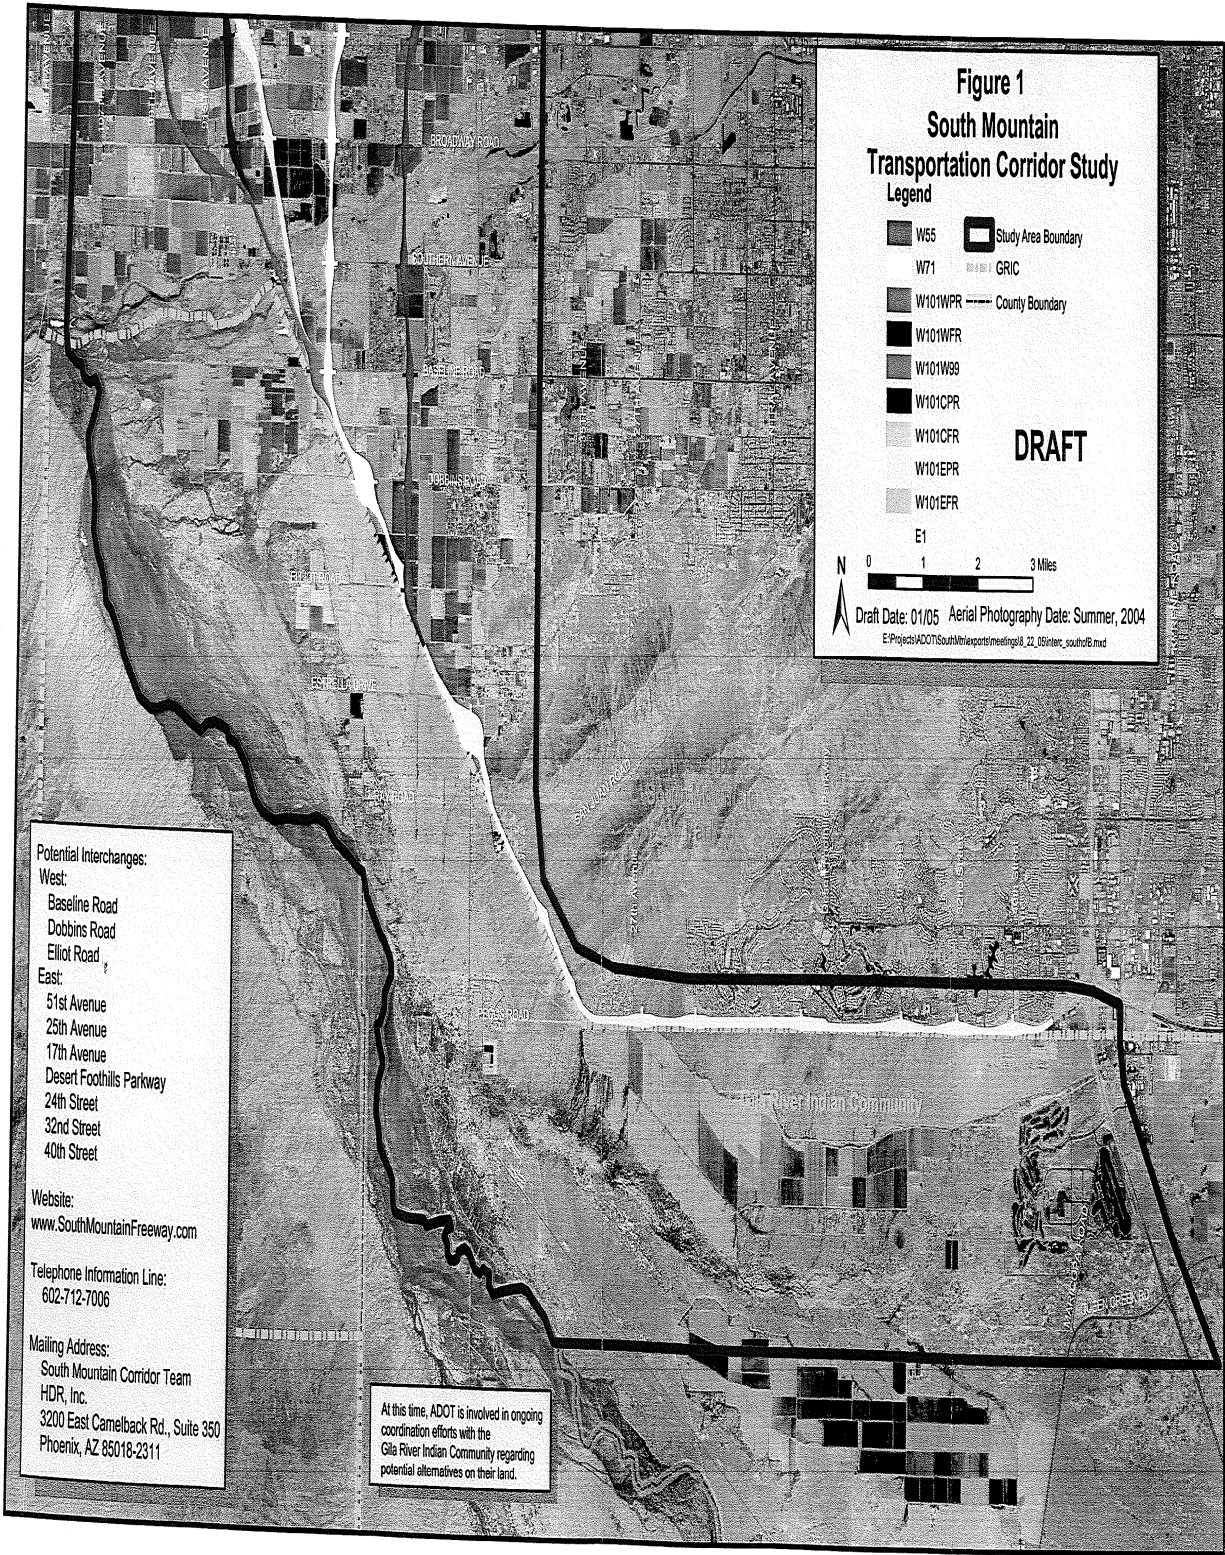 Figure 1
South Mountain
Transportation Corridor Study
Legend
W55
W71
W101WPR
W101WFR
W101W99
W101CPR
W101CFR
W101EPR
W101EFR
E1
Study Area Boundary
GRIC
County Boundary
DRAFT
N
0 1 2 3 Miles
Draft Date: 01/05 Aerial Photography Date: Summer, 2004
BROADWAY ROAD
SOUTHERN AVENUE
BASELINE ROAD
DOBBINS ROAD
ELLIOT ROAD
ESTRELLA DRIVE
SAN JUAN ROAD
PECOS ROAD
Gila River Indian Community
QUEEN CREEK RD
Potential Interchanges:
West:
Baseline Road
Dobbins Road
Elliot Road
East:
51st Avenue
25th Avenue
17th Avenue
Desert Foothills Parkway
24th Street
32nd Street
40th Street
Website:
www.SouthMountainFreeway.com
Telephone Information Line:
602-712-7006
Mailing Address:
South Mountain Corridor Team
HDR, Inc.
3200 East Camelback Rd., Suite 350
Phoenix, AZ 85018-2311
At this time, ADOT is involved in ongoing
coordination efforts with the
Gila River Indian Community regarding
potential alternatives on their land.